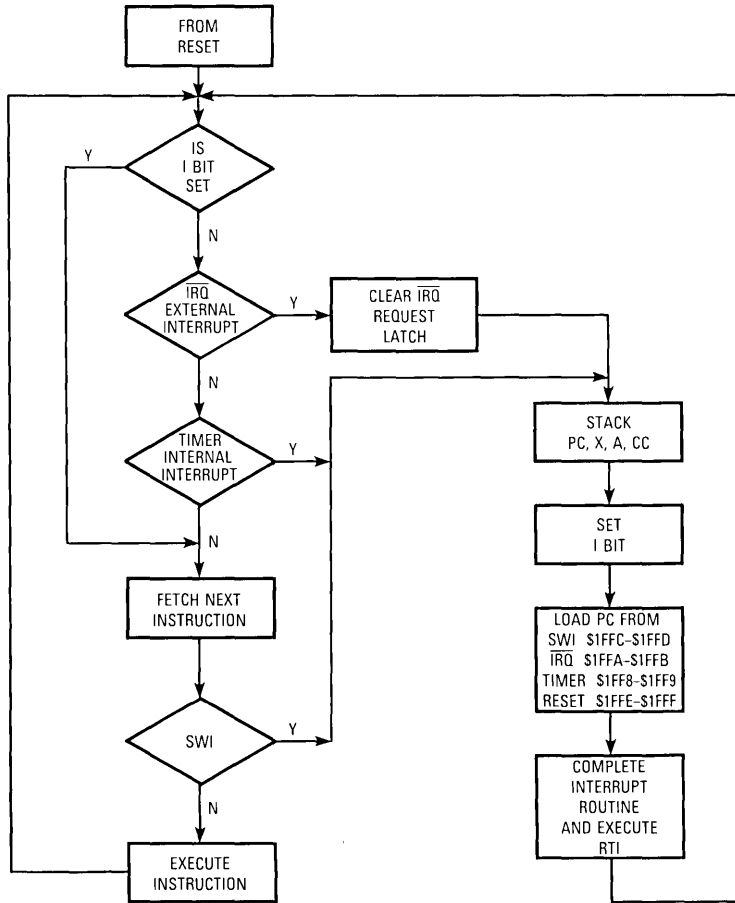 FROM
RESET
IS
I BIT
SET
Y
N
IRQ
EXTERNAL
INTERRUPT
Y
CLEAR IRQ
REQUEST
LATCH
N
TIMER
INTERNAL
INTERRUPT
Y
N
FETCH NEXT
INSTRUCTION
SWI
Y
N
EXECUTE
INSTRUCTION
STACK
PC, X, A, CC
SET
I BIT
LOAD PC FROM
SWI $1FFC–$1FFD
IRQ $1FFA–$1FFB
TIMER $1FF8–$1FF9
RESET $1FFE–$1FFF
COMPLETE
INTERRUPT
ROUTINE
AND EXECUTE
RTI